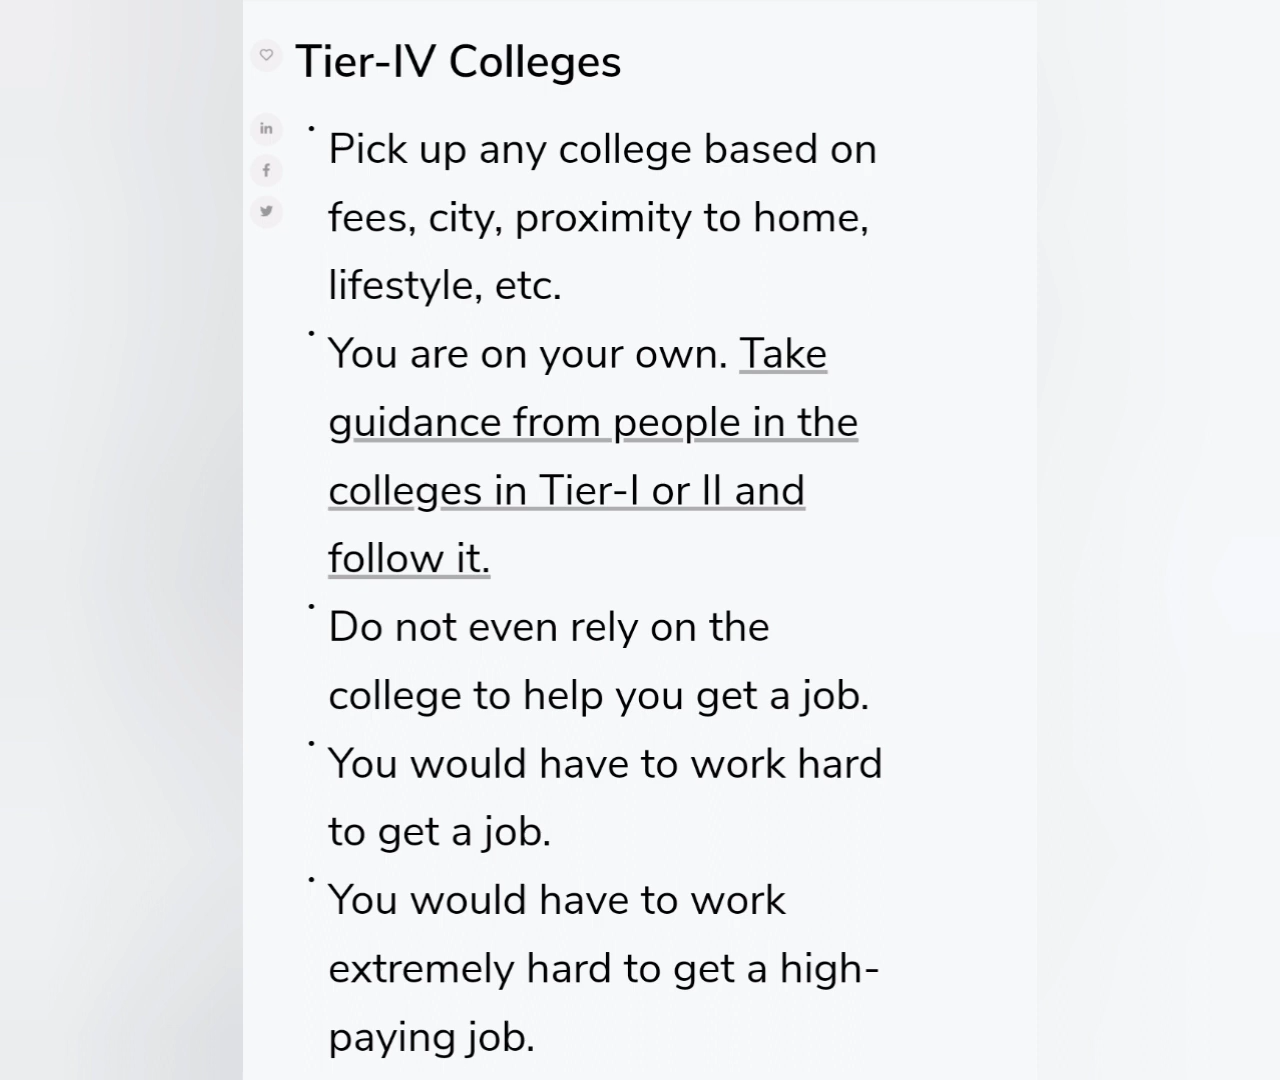 Tier-IV Colleges
in
f
• Pick up any college based on
fees, city, proximity to home,
lifestyle, etc.
• You are on your own. Take
guidance from people in the
colleges in Tier-I or II and
follow it.
• Do not even rely on the
college to help you get a job.
• You would have to work hard
to get a job.
• You would have to work
extremely hard to get a high-
paying job.